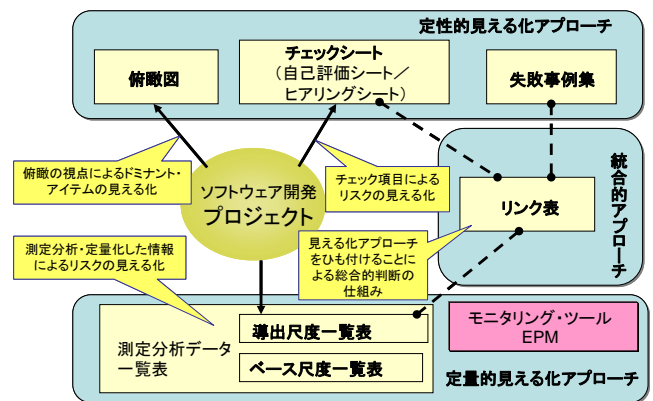 定性的見える化アプローチ
俯瞰図
チェックシート
（自己評価シート／
ヒアリングシート）
失敗事例集
俯瞰の視点によるドミナント・
アイテムの見える化
ソフトウェア開発
プロジェクト
チェック項目による
リスクの見える化
統合的アプローチ
リンク表
測定分析・定量化した情報
によるリスクの見える化
見える化アプローチ
をひも付けることに
よる総合的判断の
仕組み
測定分析データ
一覧表
導出尺度一覧表
ベース尺度一覧表
モニタリング・ツール
EPM
定量的見える化アプローチ